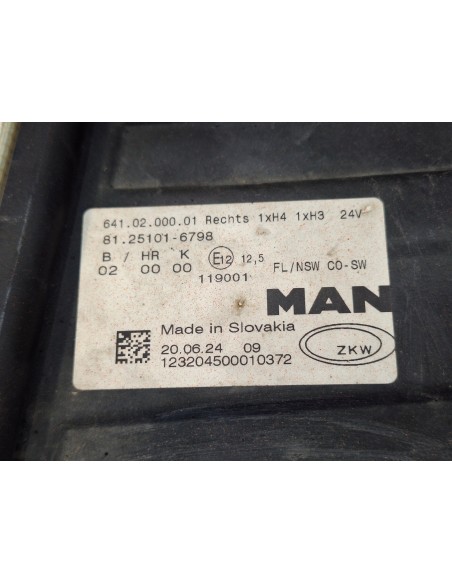 641.02.000.01 Rechts 1xH4 1xH3 24V
81.25101-6798
B / HR K
02 00 00
E12 12,5
119001
FL/NSW CO-SW
MAN
Made in Slovakia
20.06.24 09
123204500010372
ZKW